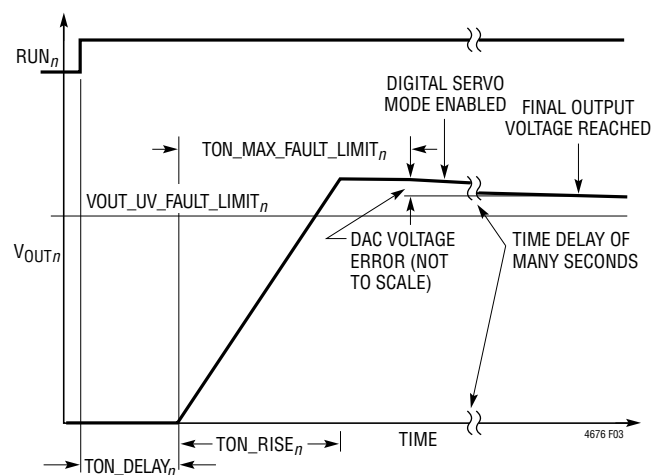 RUNn
DIGITAL SERVO
MODE ENABLED
FINAL OUTPUT
VOLTAGE REACHED
TON_MAX_FAULT_LIMITn
VOUT_UV_FAULT_LIMITn
VOUTn
DAC VOLTAGE
ERROR (NOT
TO SCALE)
TIME DELAY OF
MANY SECONDS
TON_RISEn
TIME
4676 F03
TON_DELAYn